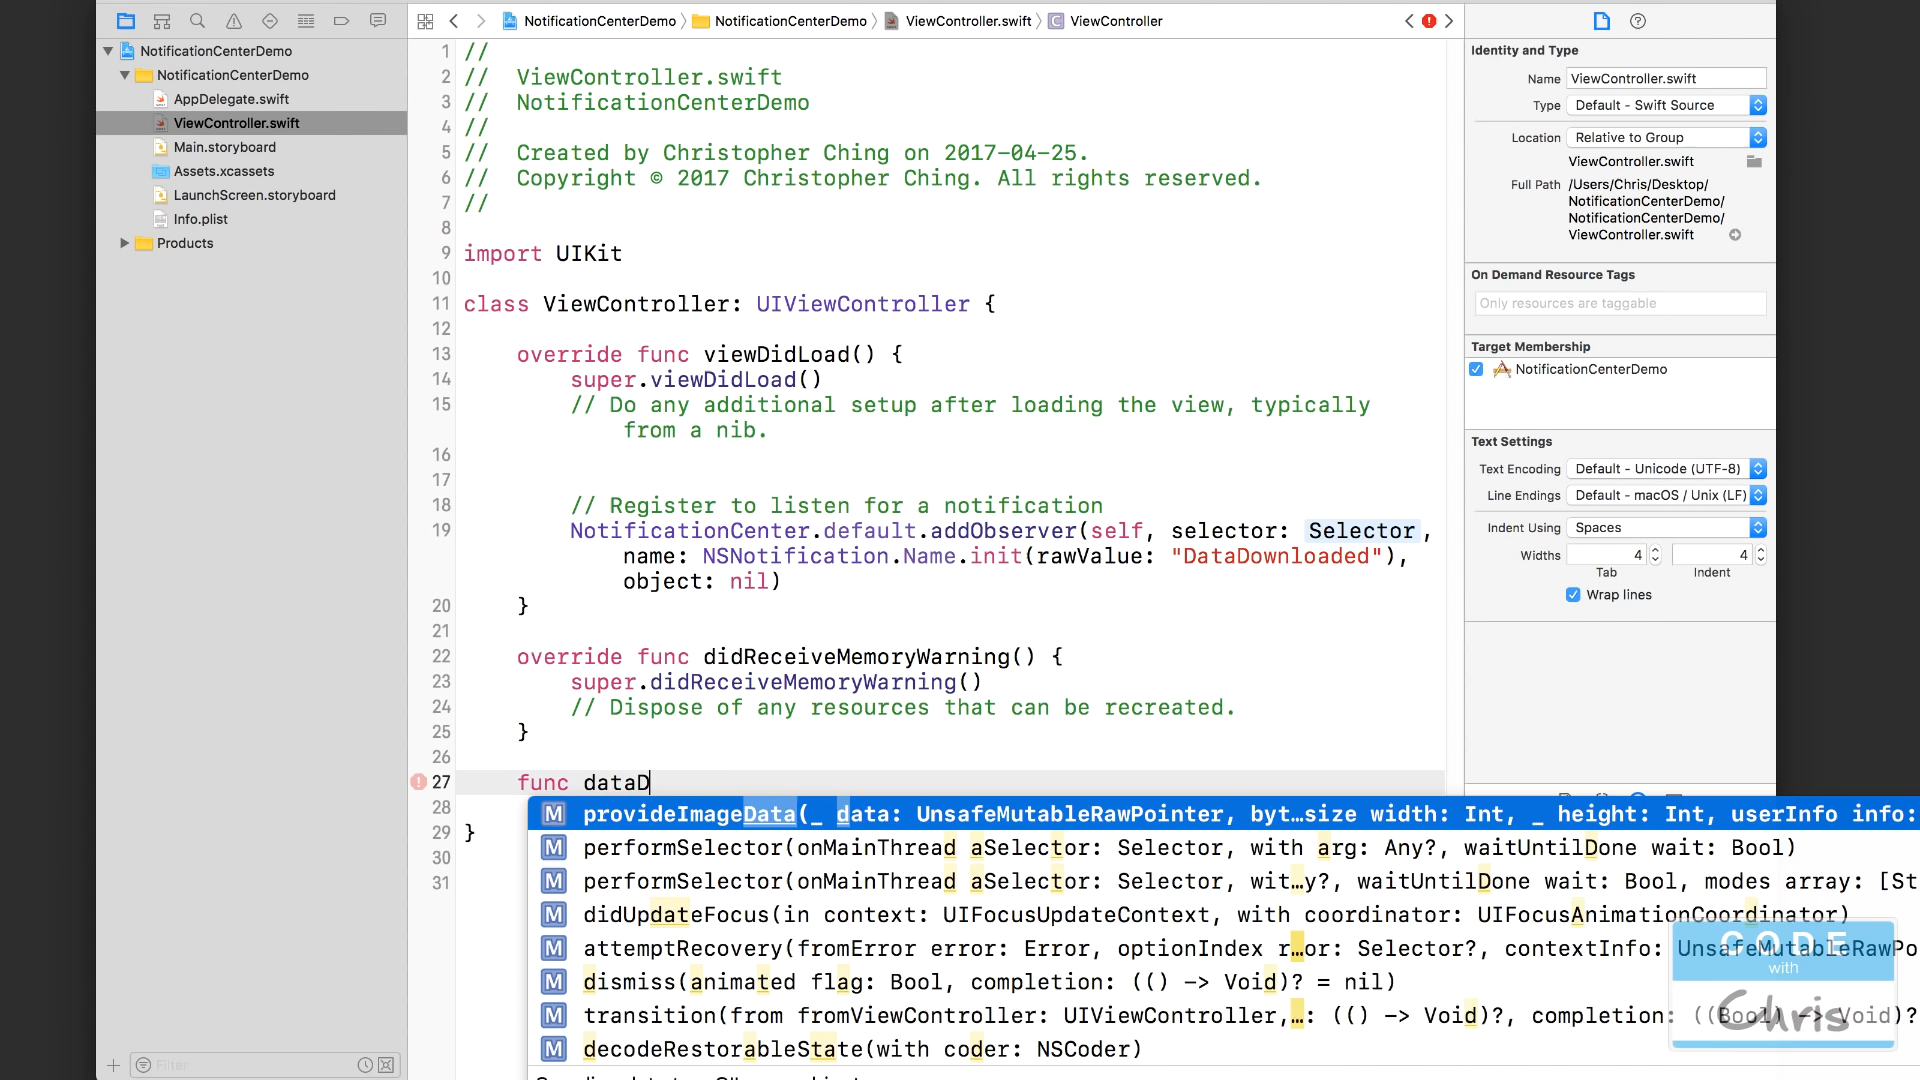 NotificationCenterDemo NotificationCenterDemo ViewController.swift ViewController
NotificationCenterDemo
NotificationCenterDemo
AppDelegate.swift
ViewController.swift
Main.storyboard
Assets.xcassets
LaunchScreen.storyboard
Info.plist
Products
Filter
1 //
2 // ViewController.swift
3 // NotificationCenterDemo
4 //
5 // Created by Christopher Ching on 2017-04-25.
6 // Copyright © 2017 Christopher Ching. All rights reserved.
7 //
8
9 import UIKit
10
11 class ViewController: UIViewController {
12
13 override func viewDidLoad() {
14 super.viewDidLoad()
15 // Do any additional setup after loading the view, typically
from a nib.
16
17
18 // Register to listen for a notification
19 NotificationCenter.default.addObserver(self, selector: Selector,
name: NSNotification.Name.init(rawValue: "DataDownloaded"),
object: nil)
20 }
21
22 override func didReceiveMemoryWarning() {
23 super.didReceiveMemoryWarning()
24 // Dispose of any resources that can be recreated.
25 }
26
27 func dataD
28
29 }
30
31
M provideImageData(_ data: UnsafeMutableRawPointer, byt…size width: Int, _ height: Int, userInfo info:
M performSelector(onMainThread aSelector: Selector, with arg: Any?, waitUntilDone wait: Bool)
M performSelector(onMainThread aSelector: Selector, wit…y?, waitUntilDone wait: Bool, modes array: [St
M didUpdateFocus(in context: UIFocusUpdateContext, with coordinator: UIFocusAnimationCoordinator)
M attemptRecovery(fromError error: Error, optionIndex r…or: Selector?, contextInfo: UnsafeMutableRawPo
M dismiss(animated flag: Bool, completion: (() -> Void)? = nil)
M transition(from fromViewController: UIViewController,…: (() -> Void)?, completion: ((Bool) -> Void)?
M decodeRestorableState(with coder: NSCoder)
Identity and Type
Name ViewController.swift
Type Default - Swift Source
Location Relative to Group
ViewController.swift
Full Path /Users/Chris/Desktop/
NotificationCenterDemo/
NotificationCenterDemo/
ViewController.swift
On Demand Resource Tags
Only resources are taggable
Target Membership
NotificationCenterDemo
Text Settings
Text Encoding Default - Unicode (UTF-8)
Line Endings Default - macOS / Unix (LF)
Indent Using Spaces
Widths 4 4
Tab Indent
Wrap lines
CODE
with
Chris